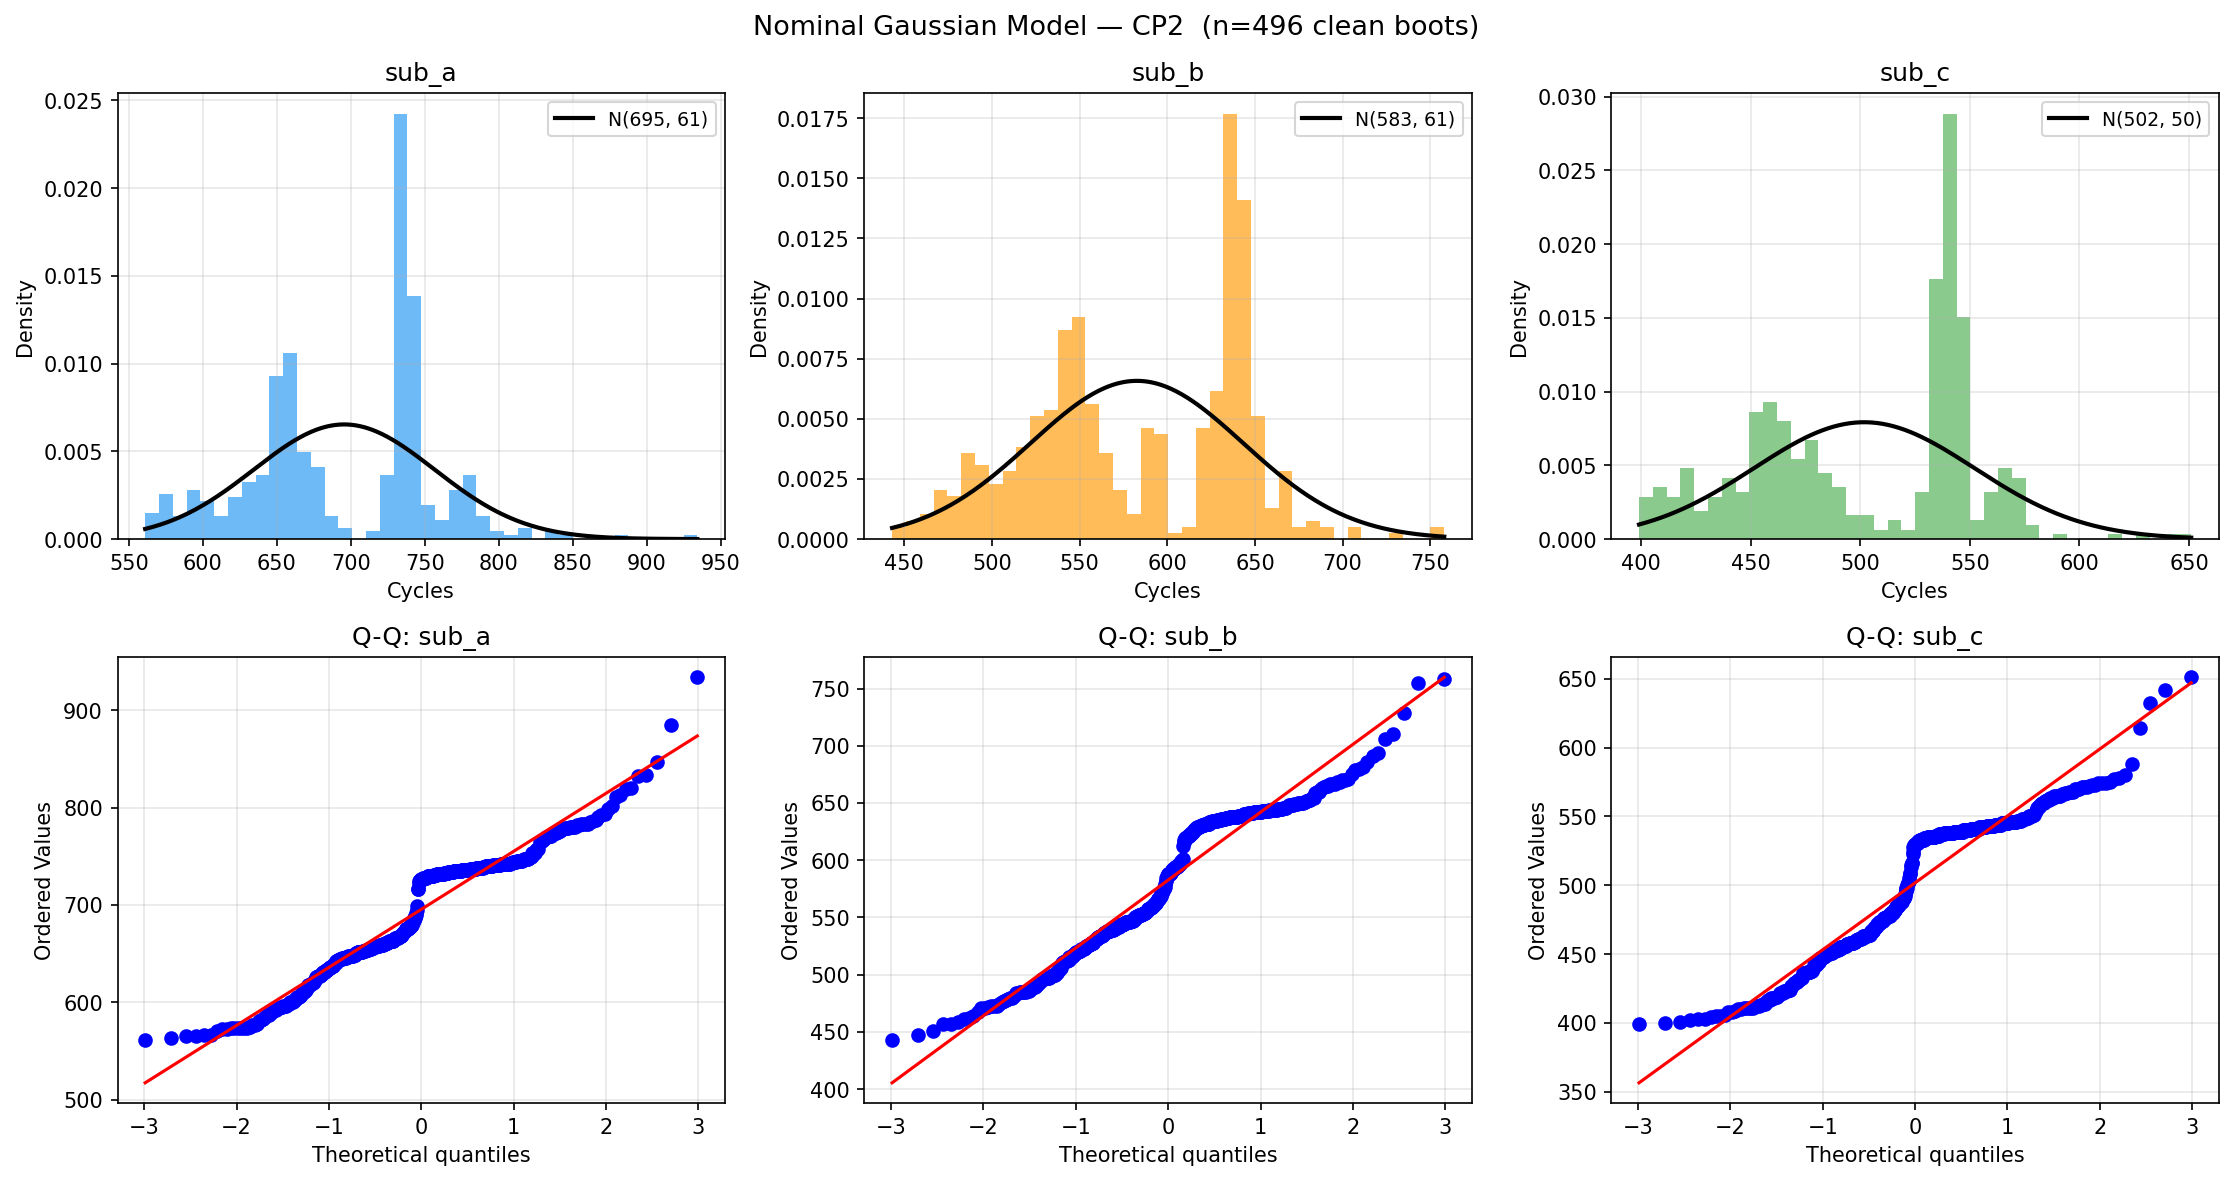 Nominal Gaussian Model — CP2  (n=496 clean boots)
sub_a
N(695, 61)
Density
0.025
0.020
0.015
0.010
0.005
0.000
550 600 650 700 750 800 850 900 950
Cycles
sub_b
N(583, 61)
Density
0.0175
0.0150
0.0125
0.0100
0.0075
0.0050
0.0025
0.0000
450 500 550 600 650 700 750
Cycles
sub_c
N(502, 50)
Density
0.030
0.025
0.020
0.015
0.010
0.005
0.000
400 450 500 550 600 650
Cycles
Q-Q: sub_a
Ordered Values
900
800
700
600
500
−3 −2 −1 0 1 2 3
Theoretical quantiles
Q-Q: sub_b
Ordered Values
750
700
650
600
550
500
450
400
−3 −2 −1 0 1 2 3
Theoretical quantiles
Q-Q: sub_c
Ordered Values
650
600
550
500
450
400
350
−3 −2 −1 0 1 2 3
Theoretical quantiles